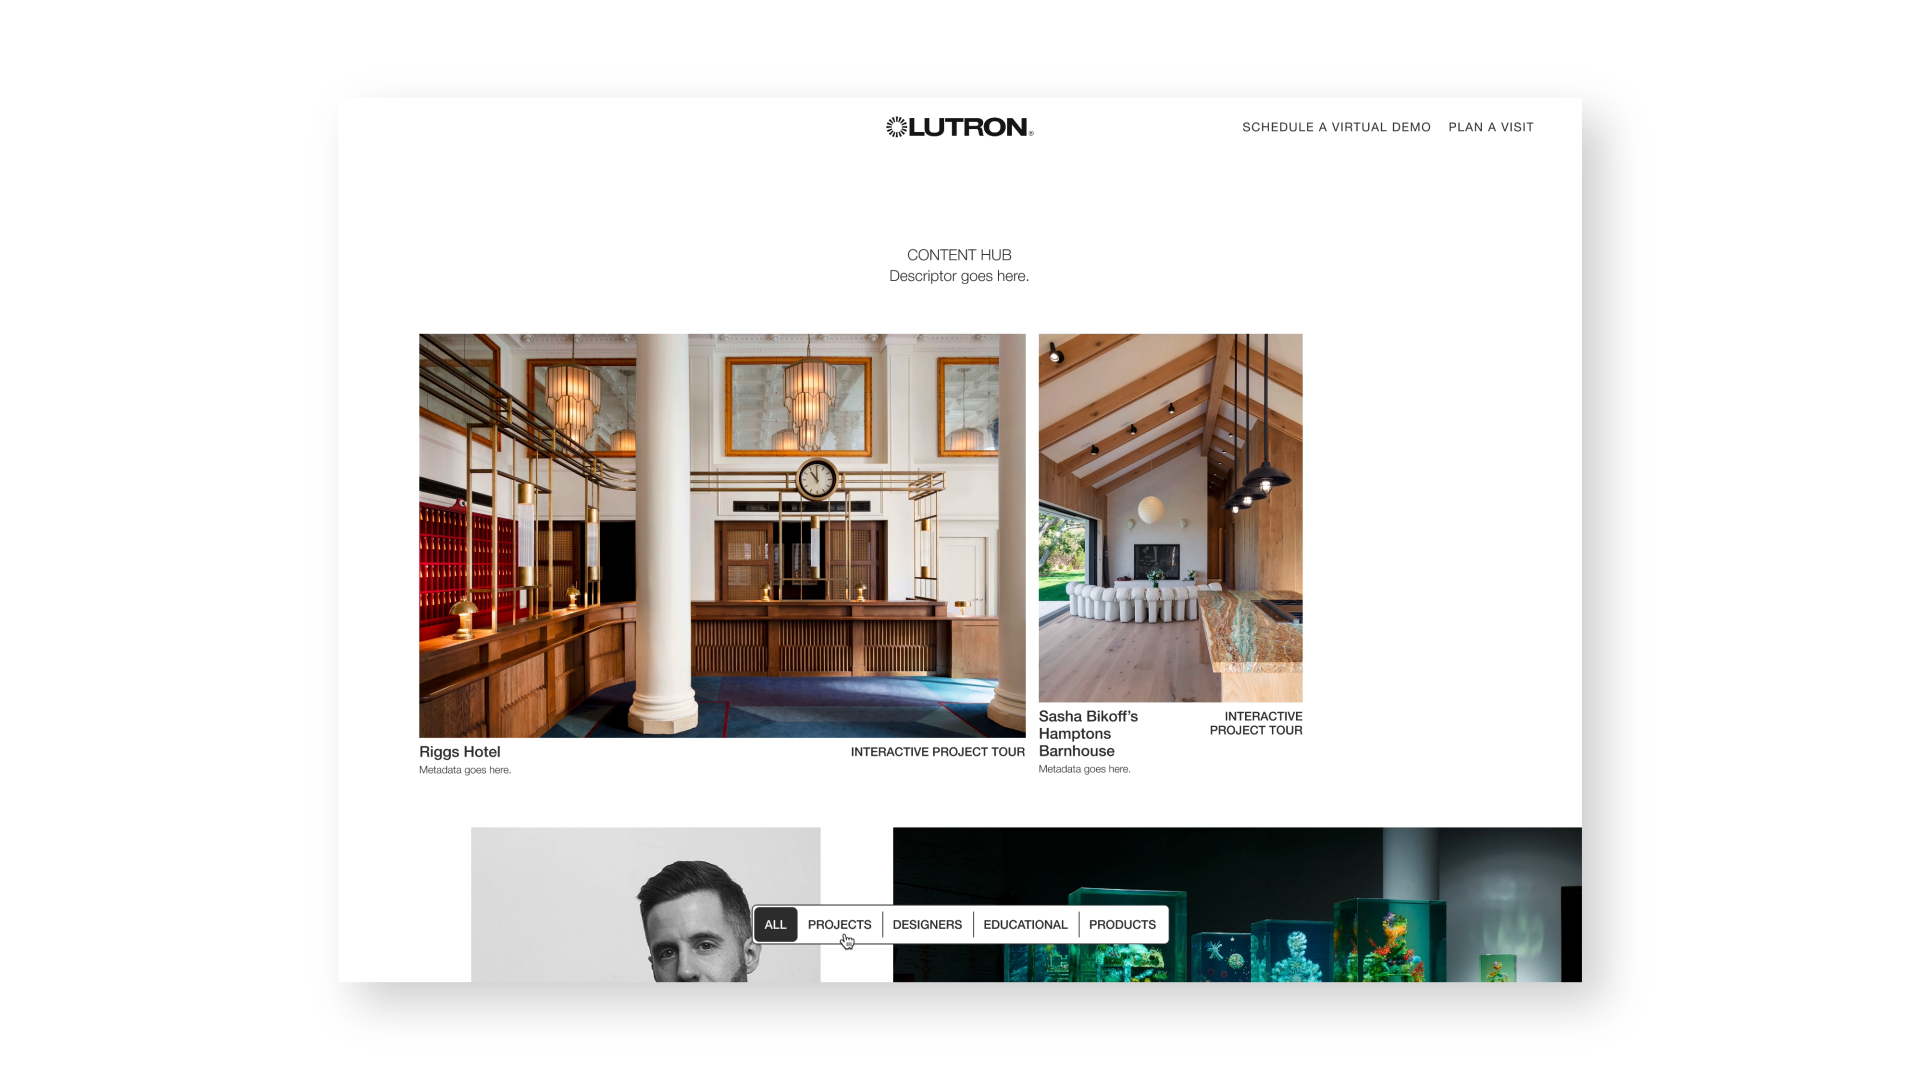 LUTRON®
SCHEDULE A VIRTUAL DEMO
PLAN A VISIT
CONTENT HUB
Descriptor goes here.
Riggs Hotel
INTERACTIVE PROJECT TOUR
Metadata goes here.
Sasha Bikoff’s
Hamptons
Barnhouse
INTERACTIVE
PROJECT TOUR
Metadata goes here.
ALL
PROJECTS
DESIGNERS
EDUCATIONAL
PRODUCTS